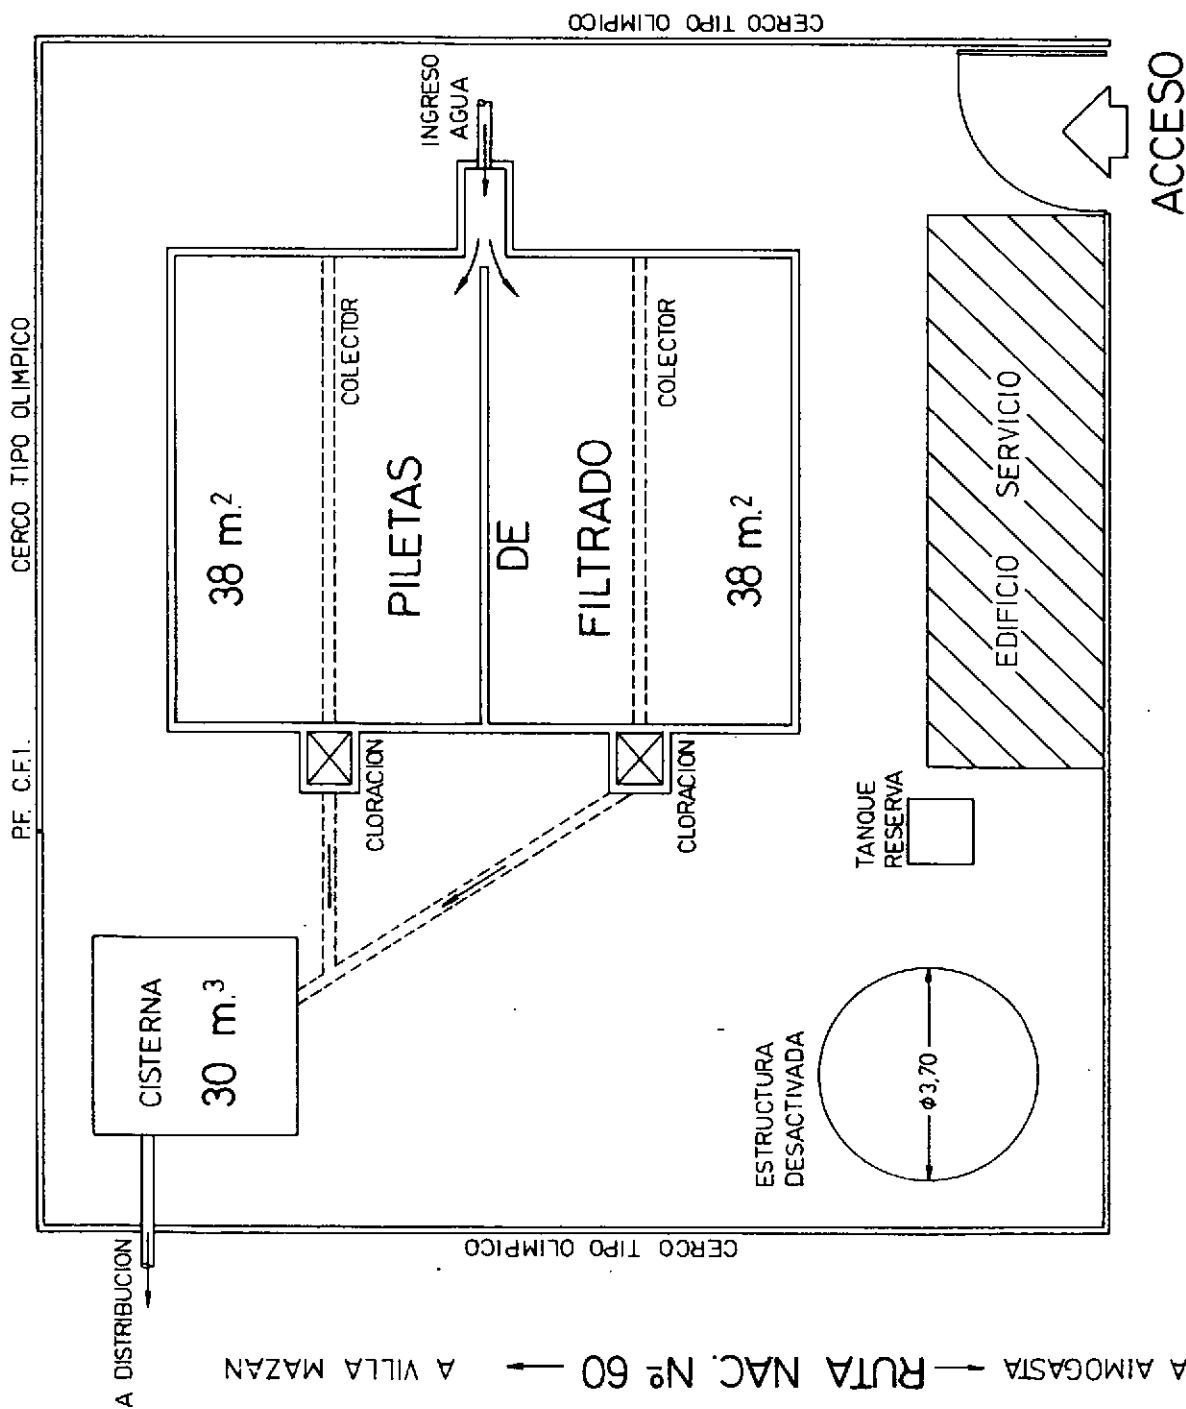 CERCO TIPO OLIMPICO
P.F. C.F.I.
CERCO TIPO OLIMPICO
A DISTRIBUCION
CISTERNA
30 m.³
38 m.²
COLECTOR
CLORACION
INGRESO
AGUA
PILETAS
DE
FILTRADO
COLECTOR
CLORACION
38 m.²
ESTRUCTURA
DESACTIVADA
ϕ 3,70
TANQUE
RESERVA
EDIFICIO SERVICIO
ACCESO
CERCO TIPO OLIMPICO
A AIMOGASTA RUTA NAC. Nº 60 A VILLA MAZAN